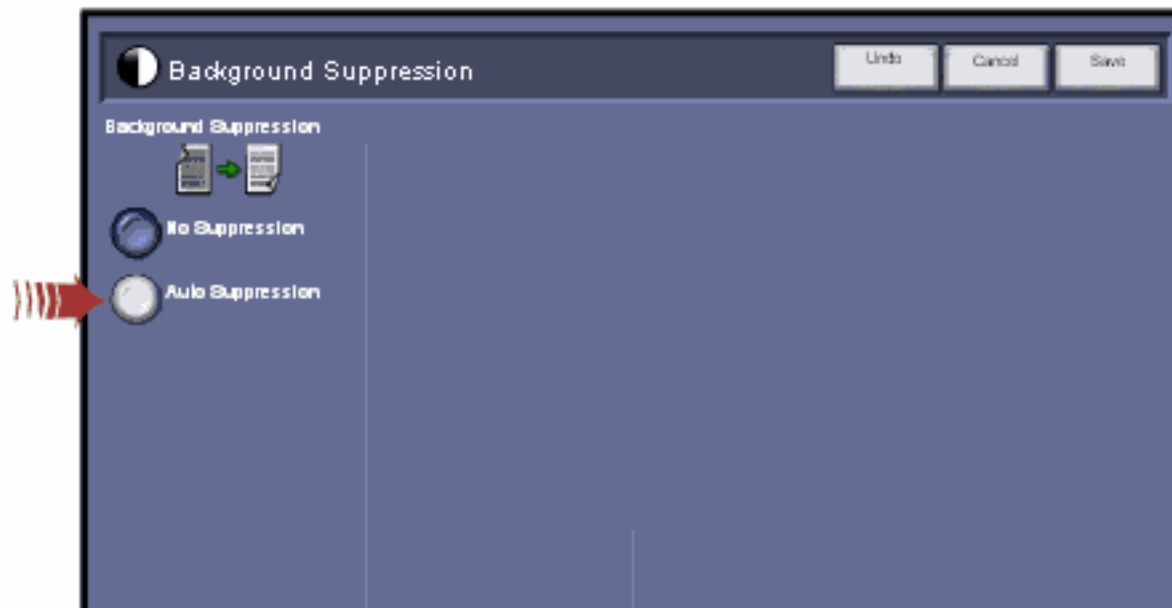 Background Suppression
Undo
Cancel
Save
Background Suppression
No Suppression
Auto Suppression